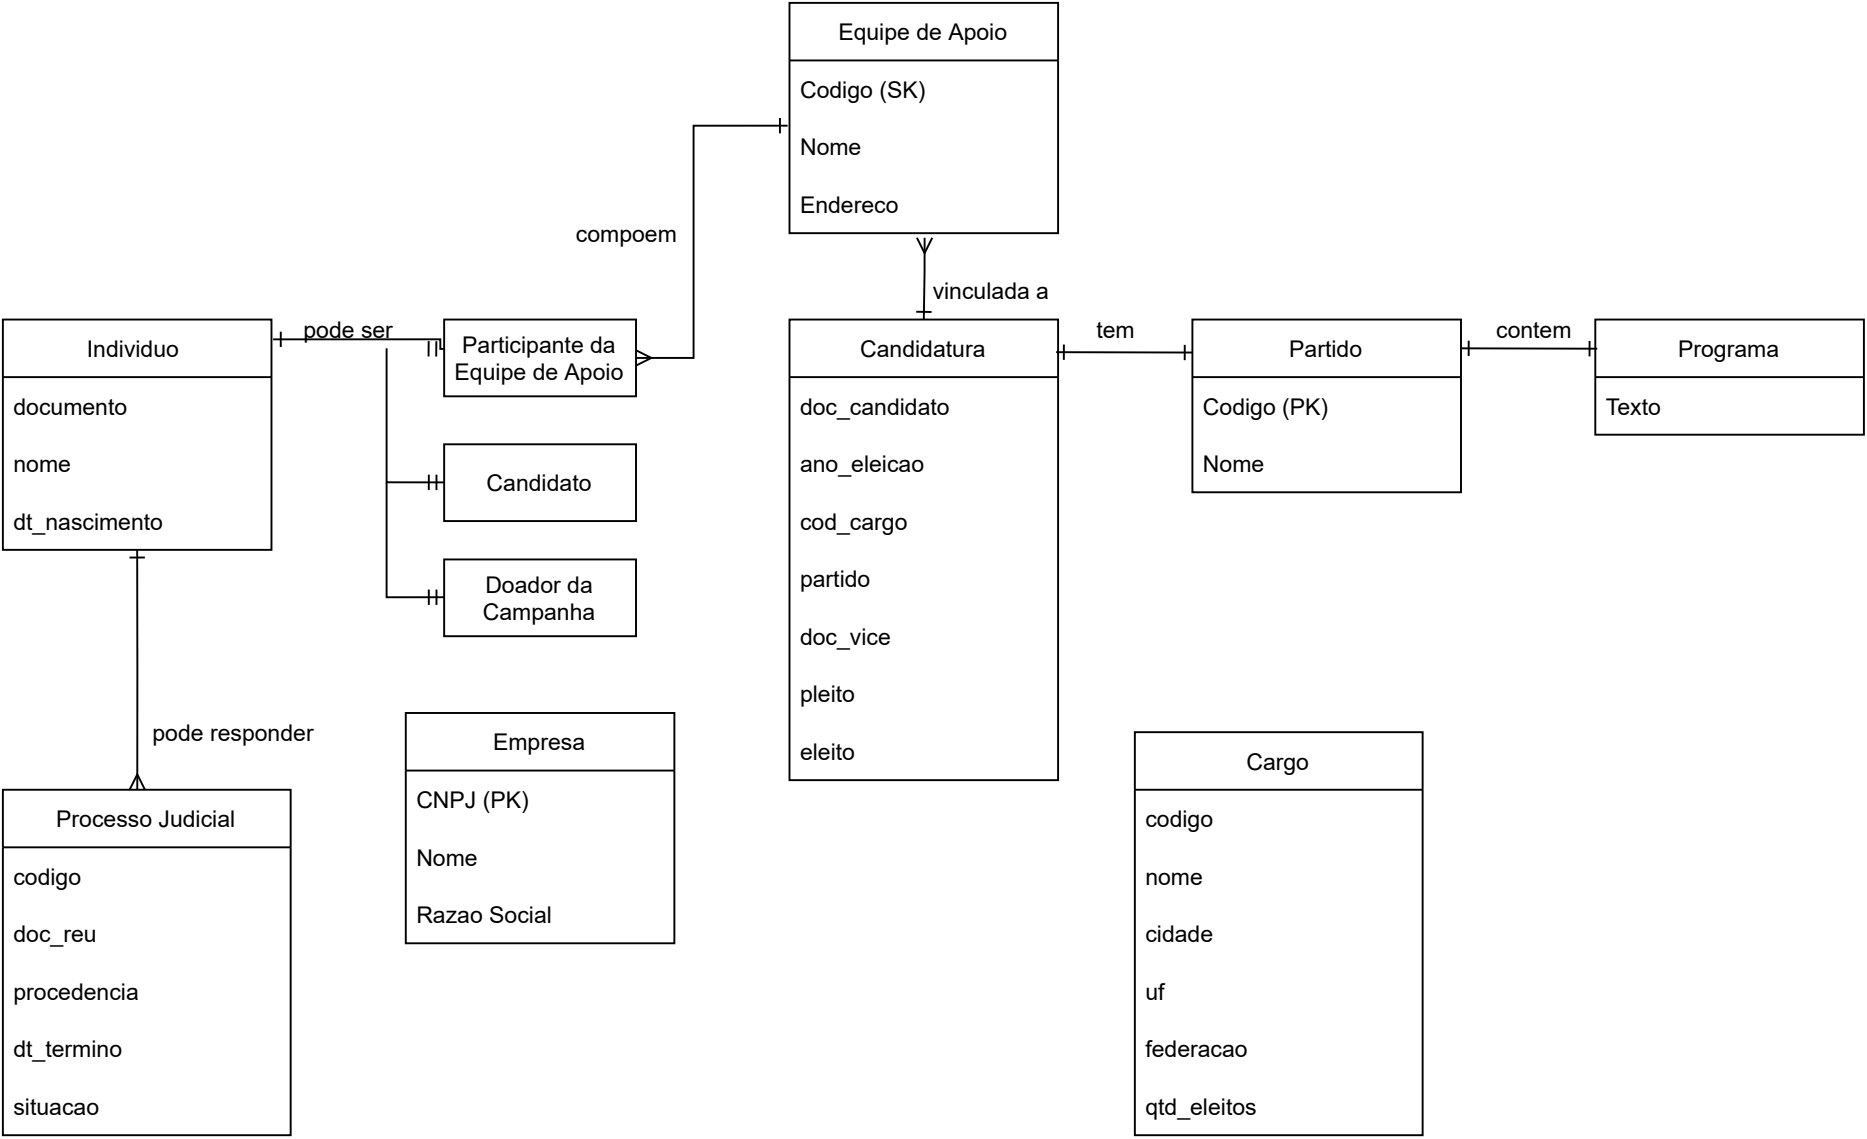 Equipe de Apoio
Codigo (SK)
Nome
Endereco
compoem
vinculada a
Individuo
documento
nome
dt_nascimento
pode ser
Participante da
Equipe de Apoio
Candidato
Doador da
Campanha
Candidatura
doc_candidato
ano_eleicao
cod_cargo
partido
doc_vice
pleito
eleito
tem
Partido
Codigo (PK)
Nome
contem
Programa
Texto
pode responder
Processo Judicial
codigo
doc_reu
procedencia
dt_termino
situacao
Empresa
CNPJ (PK)
Nome
Razao Social
Cargo
codigo
nome
cidade
uf
federacao
qtd_eleitos